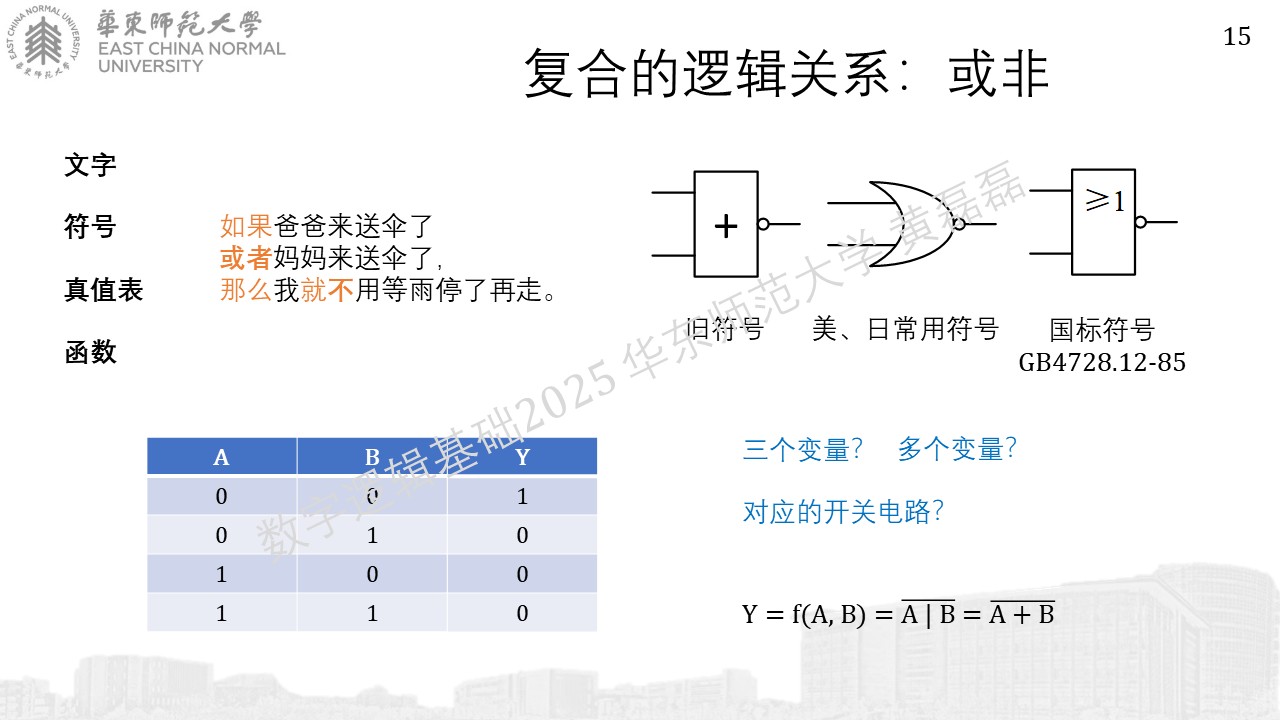 華東師範大學
EAST CHINA NORMAL
UNIVERSITY
EAST CHINA NORMAL UNIVERSITY
華東师范大学
15
复合的逻辑关系：或非
文字
符号
真值表
函数
如果爸爸来送伞了
或者妈妈来送伞了，
那么我就不用等雨停了再走。
+
≥1
旧符号
美、日常用符号
国标符号
GB4728.12-85
A B Y
0 0 1
0 1 0
1 0 0
1 1 0
三个变量？ 多个变量？
对应的开关电路？
Y = f(A, B) = A̅ ̅|̅ ̅B̅ = A̅ ̅+̅ ̅B̅
数字逻辑基础2025 华东师范大学 黄磊磊